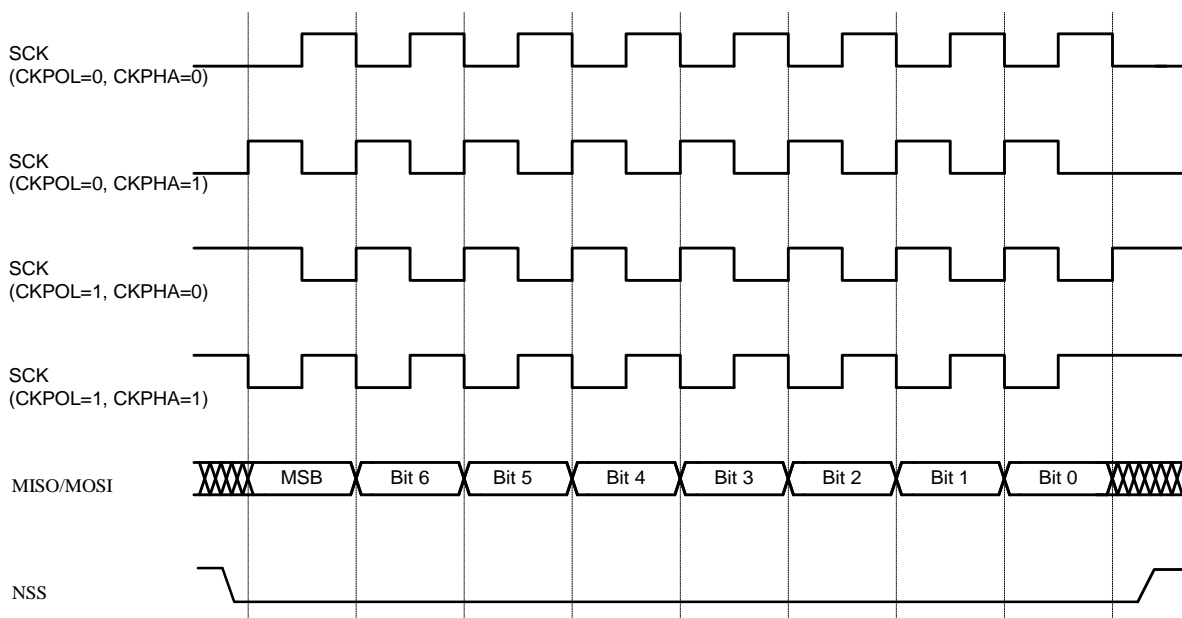 SCK
(CKPOL=0, CKPHA=0)
SCK
(CKPOL=0, CKPHA=1)
SCK
(CKPOL=1, CKPHA=0)
SCK
(CKPOL=1, CKPHA=1)
MISO/MOSI
MSB
Bit 6
Bit 5
Bit 4
Bit 3
Bit 2
Bit 1
Bit 0
NSS